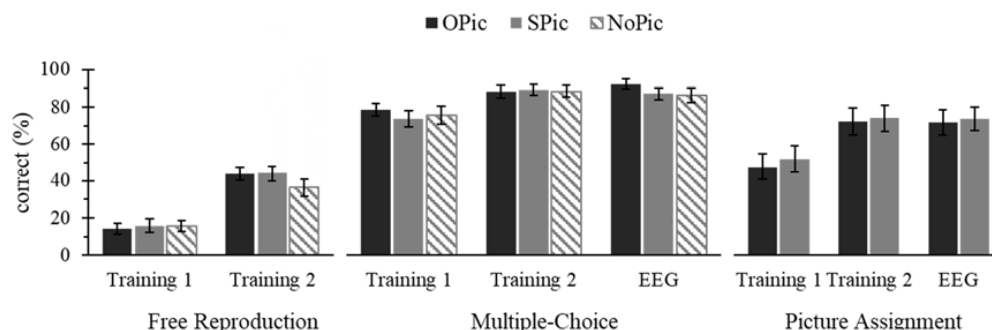 OPic SPic NoPic
correct (%)
100
80
60
40
20
0
Training 1 Training 2 Training 1 Training 2 EEG Training 1 Training 2 EEG
Free Reproduction Multiple-Choice Picture Assignment